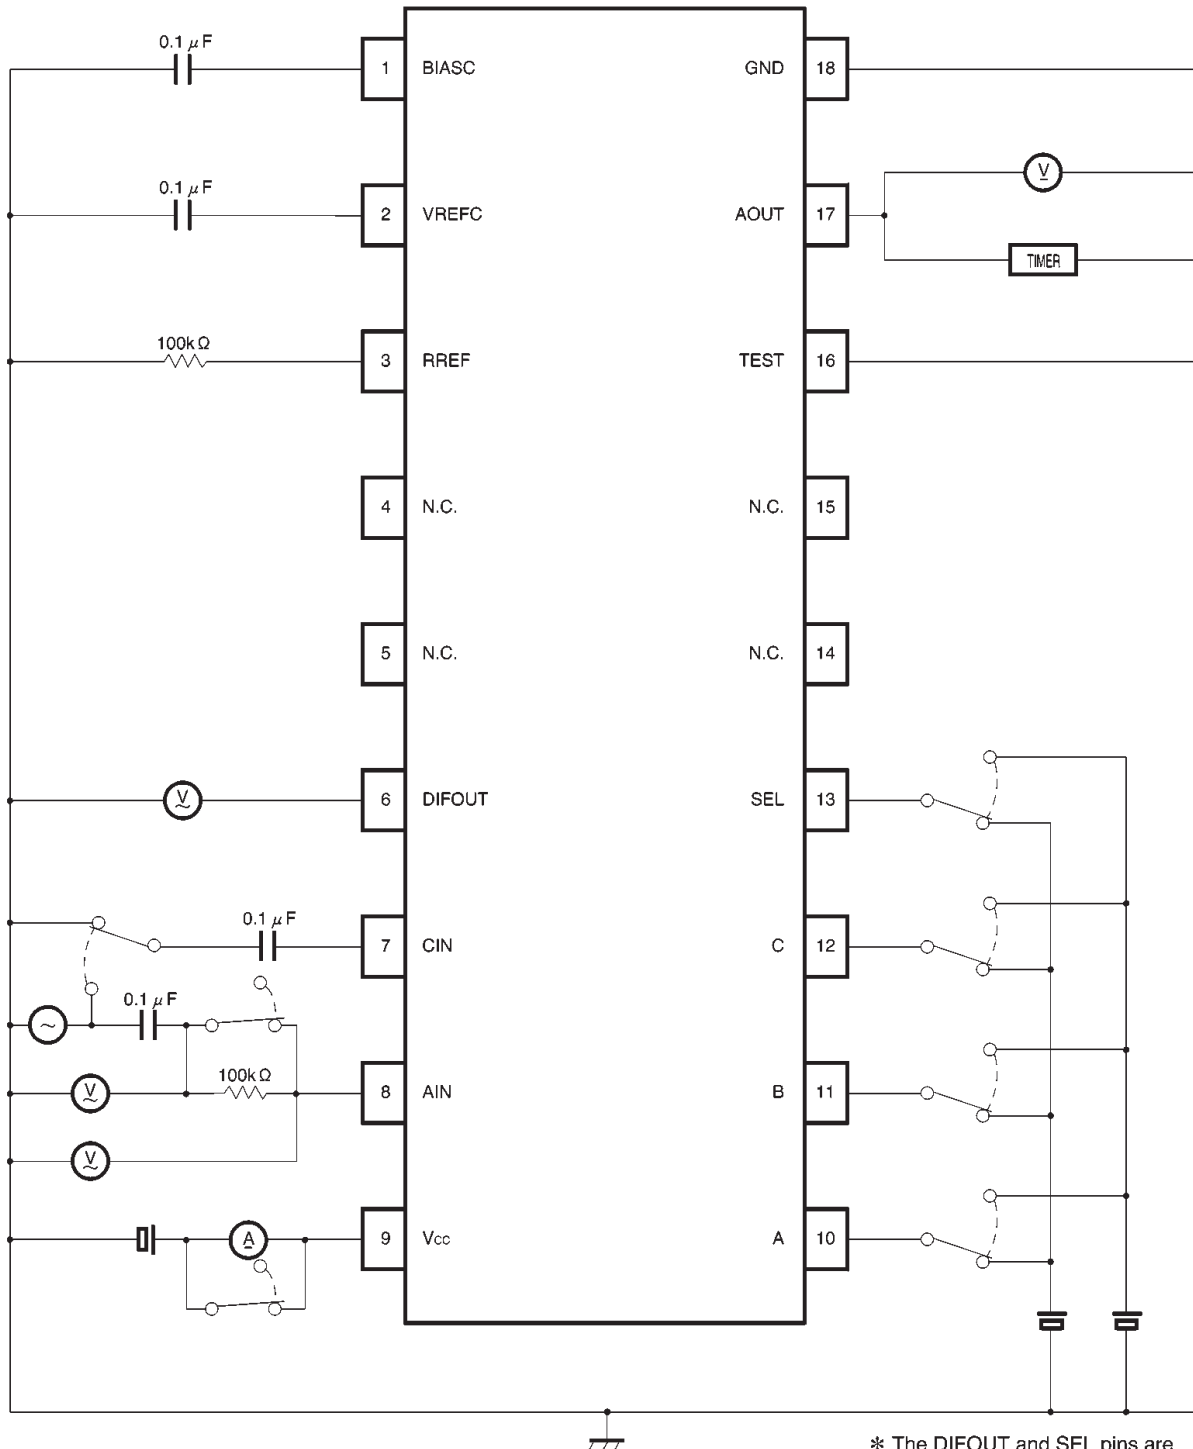 0.1 μF
1 BIASC
GND 18
V
0.1 μF
2 VREFC
AOUT 17
TIMER
100kΩ
3 RREF
TEST 16
4 N.C.
N.C. 15
5 N.C.
N.C. 14
V
6 DIFOUT
SEL 13
0.1 μF
7 CIN
C 12
0.1 μF
~
100kΩ
V
8 AIN
B 11
V
A
9 Vcc
A 10
* The DIFOUT and SEL pins are